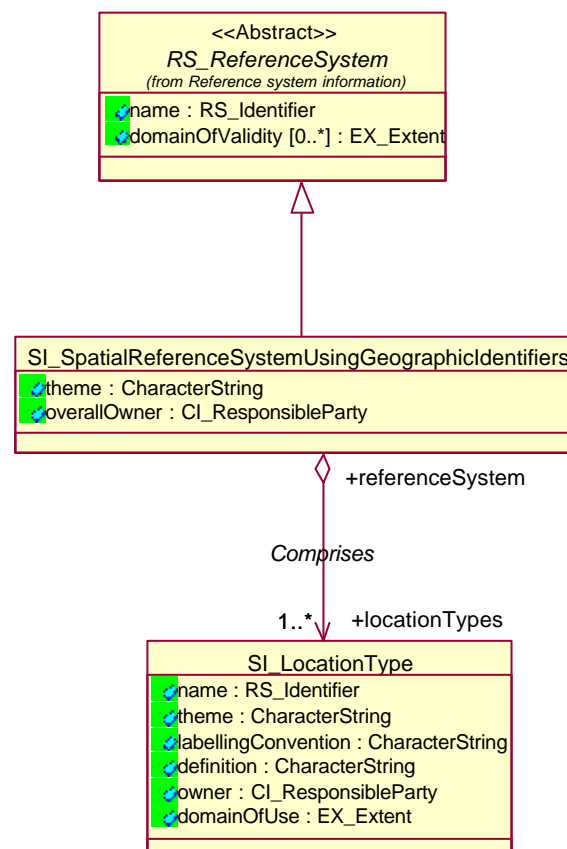 <<Abstract>>
RS_ReferenceSystem
(from Reference system information)
name : RS_Identifier
domainOfValidity [0..*] : EX_Extent
SI_SpatialReferenceSystemUsingGeographicIdentifiers
theme : CharacterString
overallOwner : CI_ResponsibleParty
+referenceSystem
Comprises
1..* +locationTypes
SI_LocationType
name : RS_Identifier
theme : CharacterString
labellingConvention : CharacterString
definition : CharacterString
owner : CI_ResponsibleParty
domainOfUse : EX_Extent